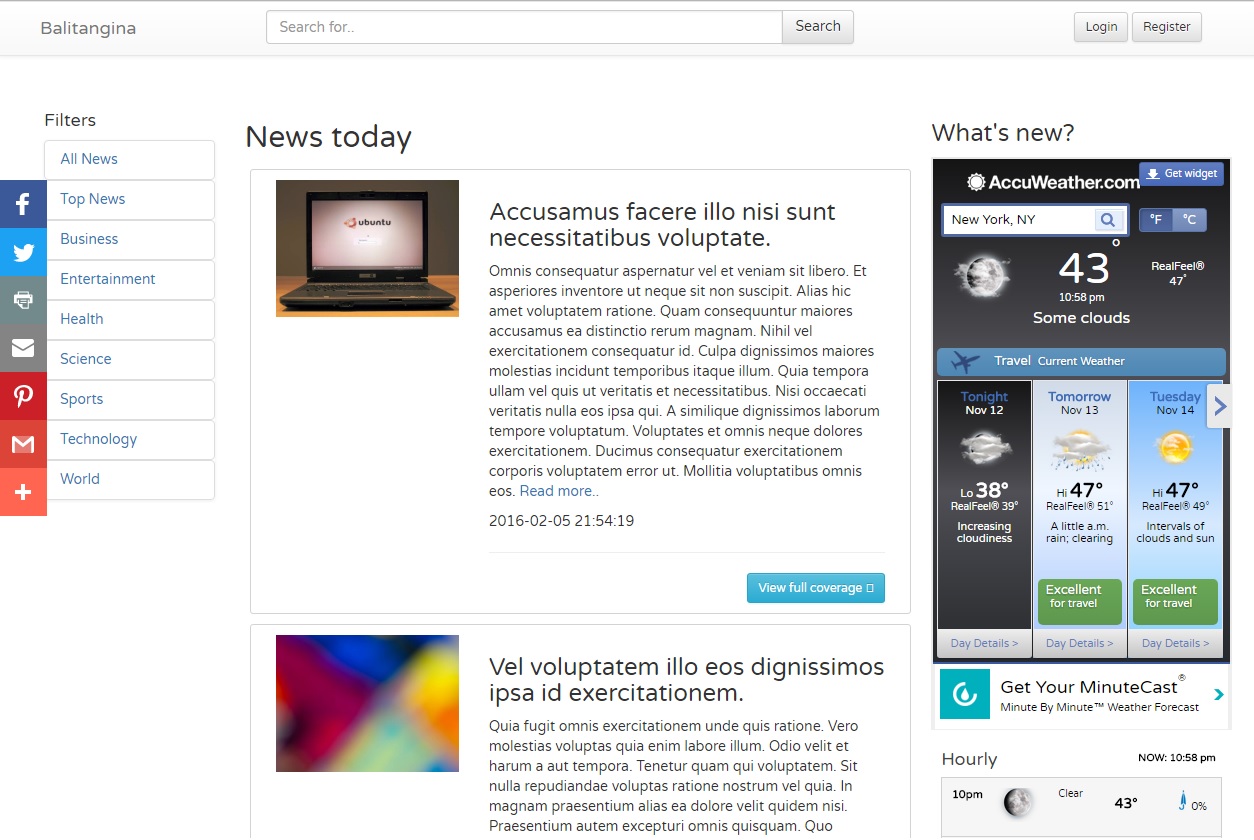 Balitangina
Search for..
Search
Login
Register
Filters
All News
Top News
Business
Entertainment
Health
Science
Sports
Technology
World
News today
ubuntu
Accusamus facere illo nisi sunt
necessitatibus voluptate.
Omnis consequatur aspernatur vel et veniam sit libero. Et
asperiores inventore ut neque sit non suscipit. Alias hic
amet voluptatem ratione. Quam consequuntur maiores
accusamus ea distinctio rerum magnam. Nihil vel
exercitationem consequatur id. Culpa dignissimos maiores
molestias incidunt temporibus itaque illum. Quia tempora
ullam vel quis ut veritatis et necessitatibus. Nisi occaecati
veritatis nulla eos ipsa qui. A similique dignissimos laborum
tempore voluptatum. Voluptates et omnis neque dolores
exercitationem. Ducimus consequatur exercitationem
corporis voluptatem error ut. Mollitia voluptatibus omnis
eos. Read more..
2016-02-05 21:54:19
View full coverage
Vel voluptatem illo eos dignissimos
ipsa id exercitationem.
Quia fugit omnis exercitationem unde quis ratione. Vero
molestias voluptas quia enim labore illum. Odio velit et
harum a aut tempora. Tenetur quam qui voluptatem. Sit
nulla repudiandae voluptas ratione nostrum vel quia. In
magnam praesentium alias ea dolore velit quidem nisi.
Praesentium autem excepturi omnis quisquam. Quo
What's new?
AccuWeather.com
Get widget
New York, NY
°F °C
43°
RealFeel®
47°
10:58 pm
Some clouds
Travel Current Weather
Tonight
Nov 12
Lo 38°
RealFeel® 39°
Increasing
cloudiness
Day Details >
Tomorrow
Nov 13
Hi 47°
RealFeel® 51°
A little a.m.
rain; clearing
Excellent
for travel
Day Details >
Tuesday
Nov 14
Hi 47°
RealFeel® 49°
Intervals of
clouds and sun
Excellent
for travel
Day Details >
Get Your MinuteCast®
Minute By Minute™ Weather Forecast
Hourly
NOW: 10:58 pm
10pm
Clear
43°
0%